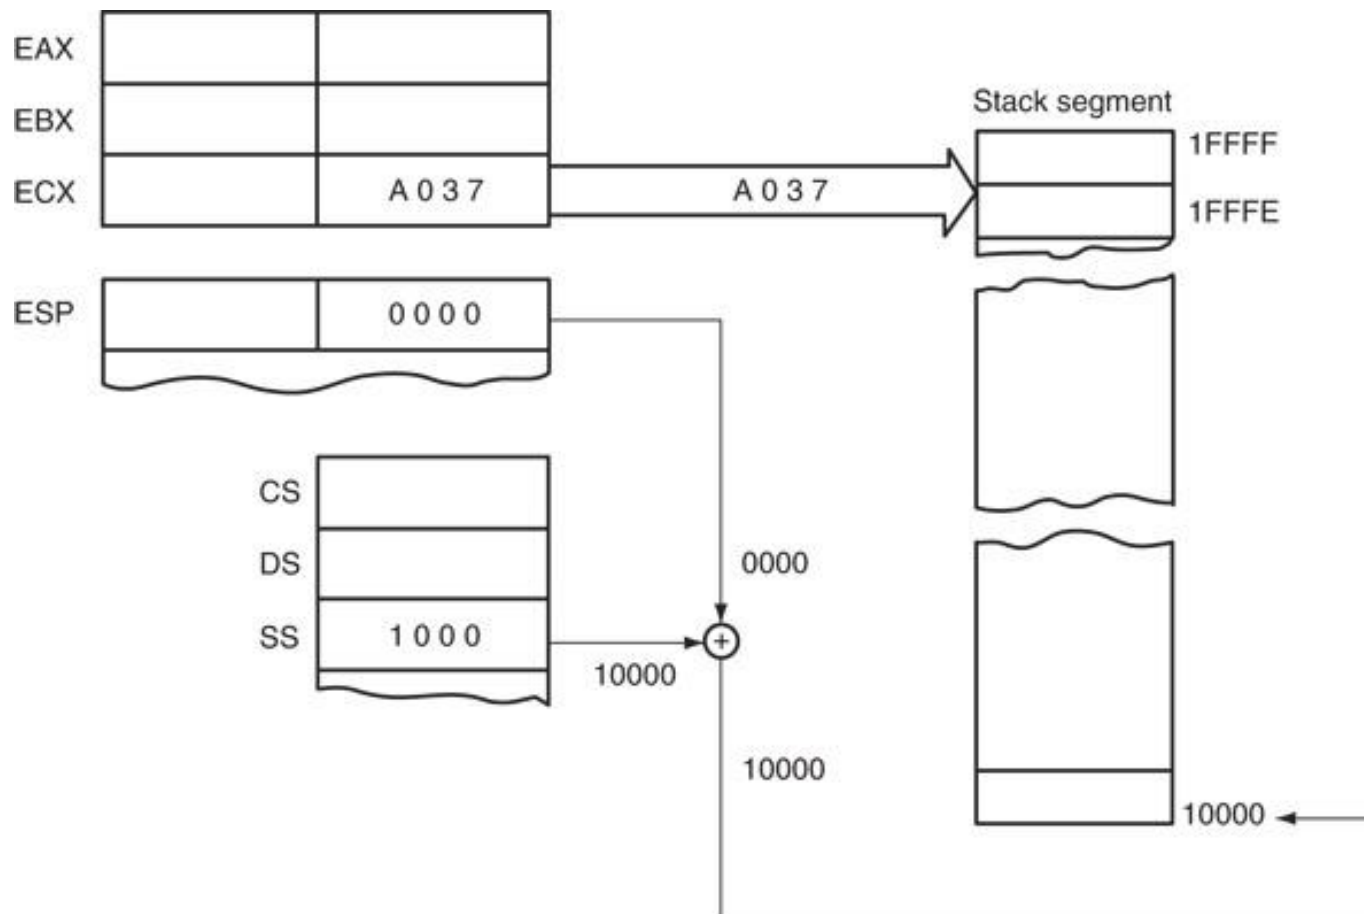 EAX
EBX
Stack segment
1FFFF
ECX
A 0 3 7
A 0 3 7
1FFFE
ESP
0 0 0 0
CS
DS
0000
SS
1 0 0 0
+
10000
10000
10000